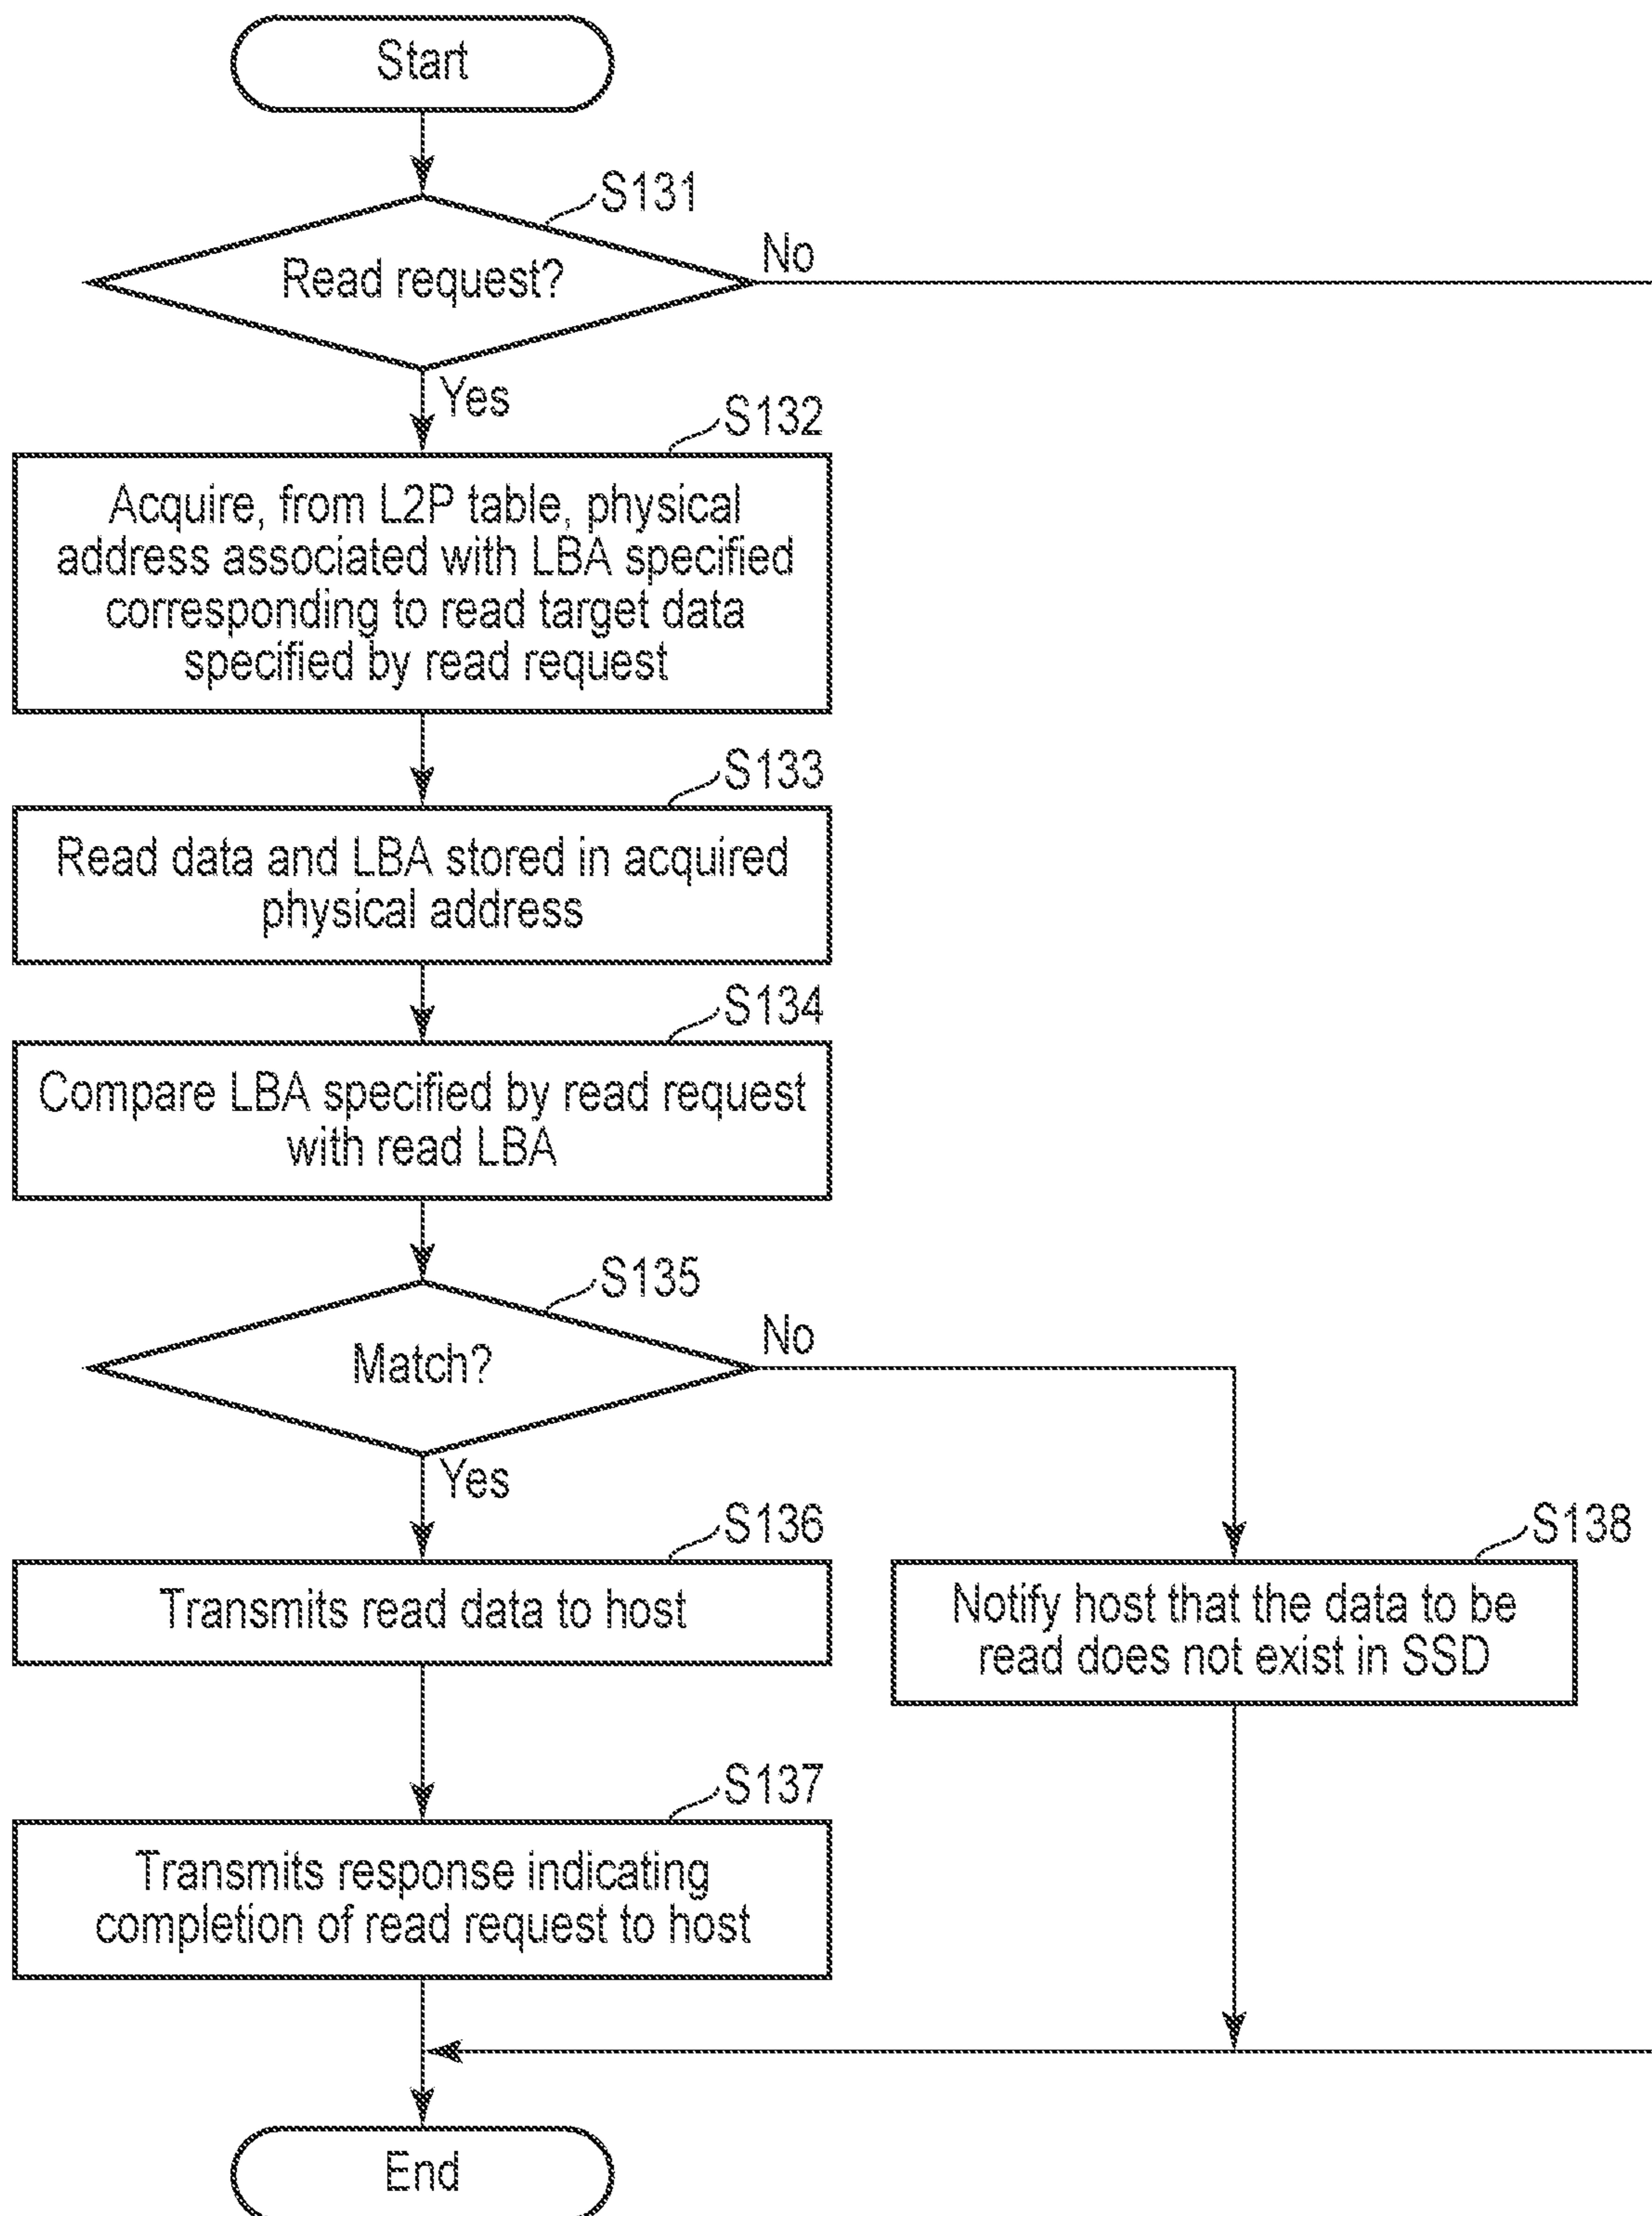 Start
S131
Read request?
No
Yes
S132
Acquire, from L2P table, physical
address associated with LBA specified
corresponding to read target data
specified by read request
S133
Read data and LBA stored in acquired
physical address
S134
Compare LBA specified by read request
with read LBA
S135
Match?
No
Yes
S136
Transmits read data to host
S138
Notify host that the data to be
read does not exist in SSD
S137
Transmits response indicating
completion of read request to host
End